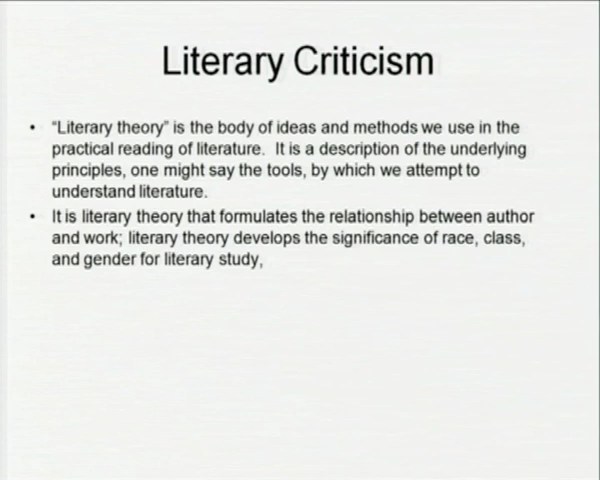 Literary Criticism
• "Literary theory" is the body of ideas and methods we use in the
practical reading of literature.  It is a description of the underlying
principles, one might say the tools, by which we attempt to
understand literature.
• It is literary theory that formulates the relationship between author
and work; literary theory develops the significance of race, class,
and gender for literary study,